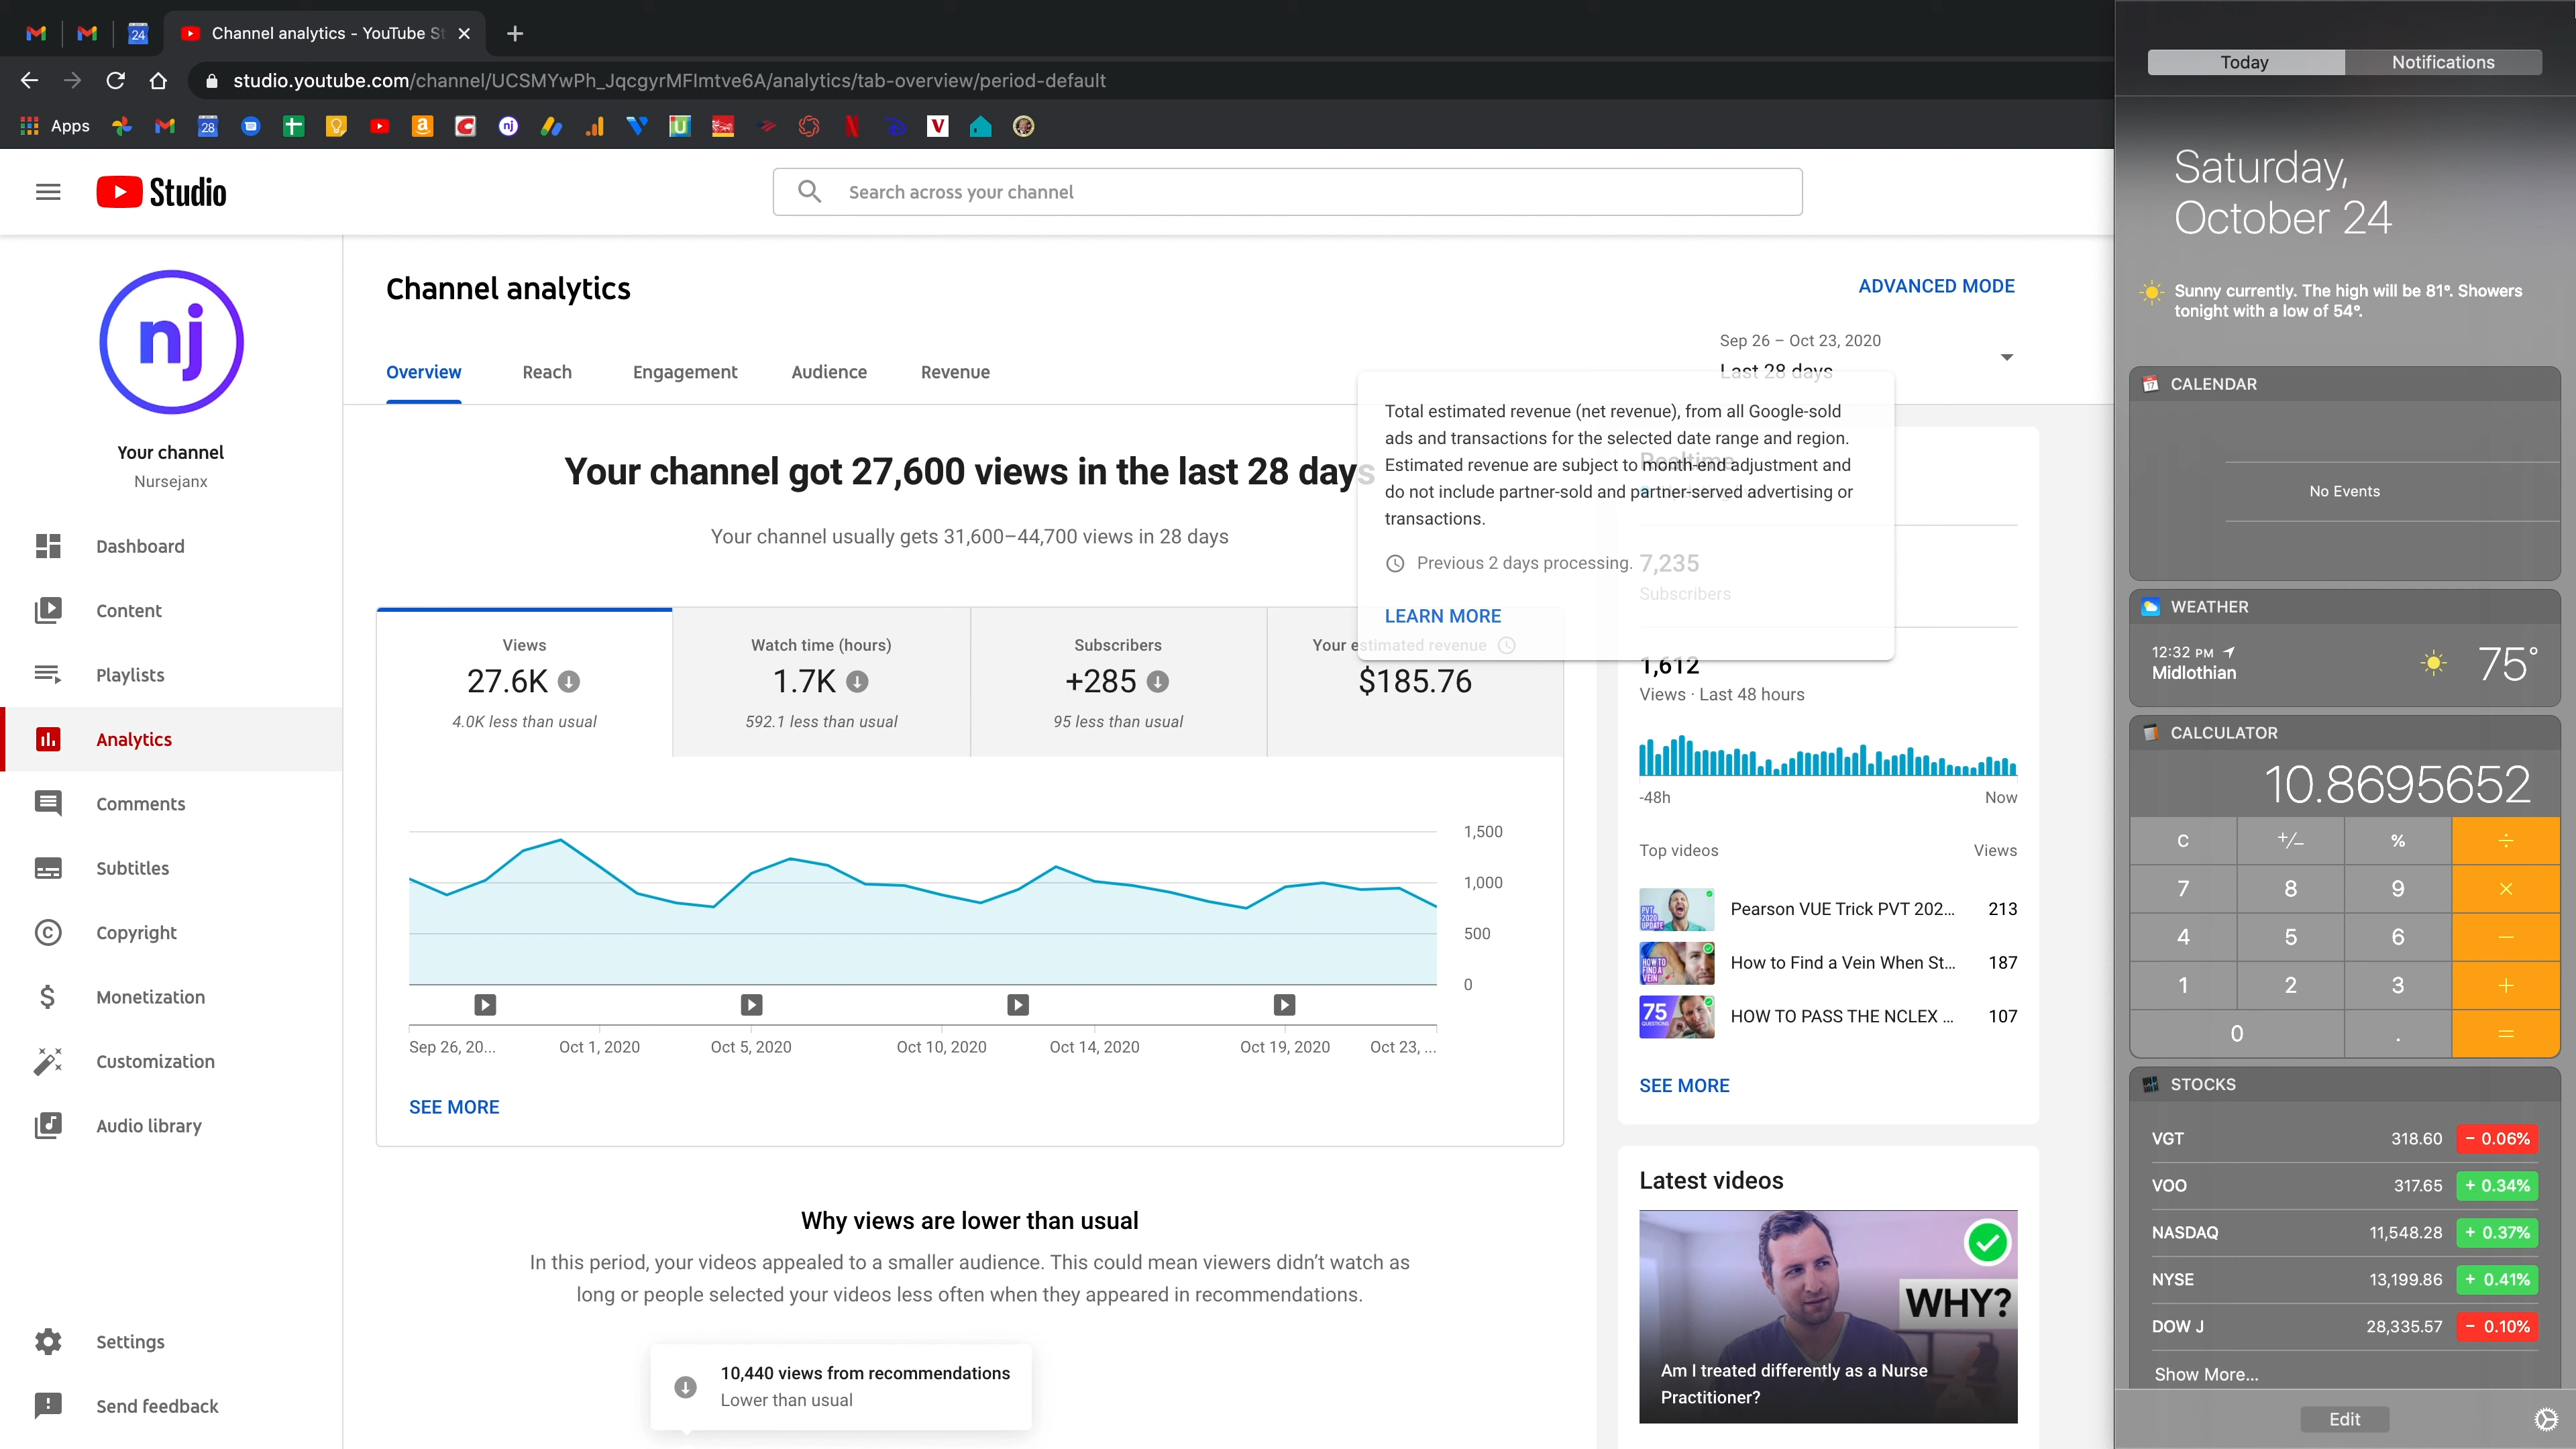 24
Channel analytics - YouTube St
studio.youtube.com/channel/UCSMYwPh_JqcgyrMFImtve6A/analytics/tab-overview/period-default
Apps
28
nj
Studio
Search across your channel
nj
Your channel
Nursejanx
Dashboard
Content
Playlists
Analytics
Comments
Subtitles
Copyright
Monetization
Customization
Audio library
Settings
Send feedback
Channel analytics
ADVANCED MODE
Overview
Reach
Engagement
Audience
Revenue
Sep 26 – Oct 23, 2020
Last 28 days
Your channel got 27,600 views in the last 28 days
Your channel usually gets 31,600–44,700 views in 28 days
Total estimated revenue (net revenue), from all Google-sold
ads and transactions for the selected date range and region.
Estimated revenue are subject to month-end adjustment and
do not include partner-sold and partner-served advertising or
transactions.
Previous 2 days processing.
LEARN MORE
Views
27.6K
4.0K less than usual
Watch time (hours)
1.7K
592.1 less than usual
Subscribers
+285
95 less than usual
Your estimated revenue
$185.76
1,500
1,000
500
0
Sep 26, 20...
Oct 1, 2020
Oct 5, 2020
Oct 10, 2020
Oct 14, 2020
Oct 19, 2020
Oct 23, ...
SEE MORE
Why views are lower than usual
In this period, your videos appealed to a smaller audience. This could mean viewers didn't watch as
long or people selected your videos less often when they appeared in recommendations.
10,440 views from recommendations
Lower than usual
Realtime
7,235
Subscribers
1,612
Views · Last 48 hours
-48h
Now
Top videos
Views
PVT
2020
UPDATE
Pearson VUE Trick PVT 202...
213
HOW TO
FIND A
VEIN
How to Find a Vein When St...
187
75
QUESTIONS
HOW TO PASS THE NCLEX ...
107
SEE MORE
Latest videos
WHY?
Am I treated differently as a Nurse
Practitioner?
Today
Notifications
Saturday,
October 24
Sunny currently. The high will be 81°. Showers
tonight with a low of 54°.
CALENDAR
No Events
WEATHER
12:32 PM
Midlothian
75°
CALCULATOR
10.8695652
C
+/−
%
÷
7
8
9
×
4
5
6
−
1
2
3
+
0
.
=
STOCKS
VGT
318.60
− 0.06%
VOO
317.65
+ 0.34%
NASDAQ
11,548.28
+ 0.37%
NYSE
13,199.86
+ 0.41%
DOW J
28,335.57
− 0.10%
Show More...
Edit